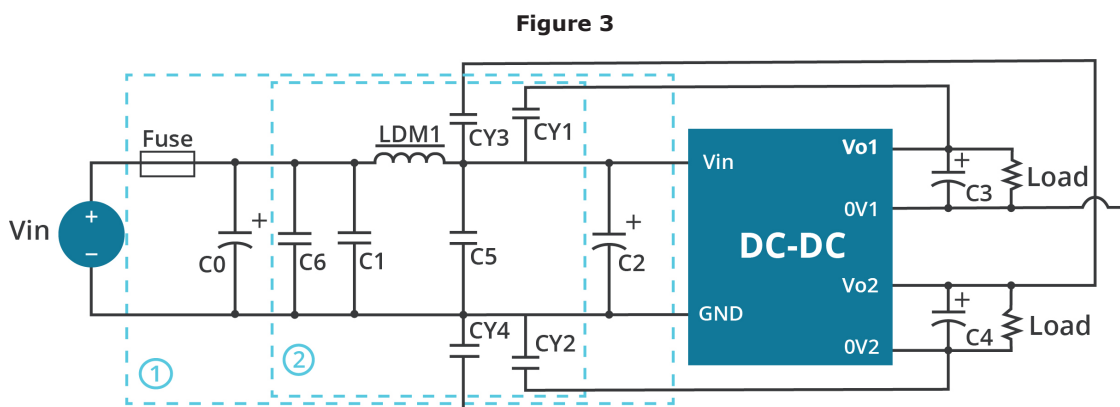 Figure 3
Fuse
LDM1
CY3
CY1
Vin
+
−
C0
+
C6
C1
C5
C2
+
Vin
GND
DC-DC
Vo1
0V1
Vo2
0V2
+
C3
Load
+
C4
Load
CY4
CY2
1
2